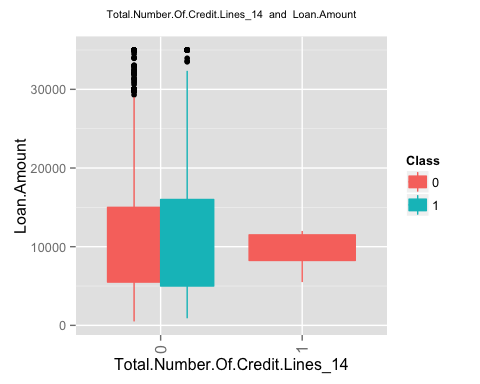 Total.Number.Of.Credit.Lines_14 and Loan.Amount
Loan.Amount
30000
20000
10000
0
0
1
Total.Number.Of.Credit.Lines_14
Class
0
1